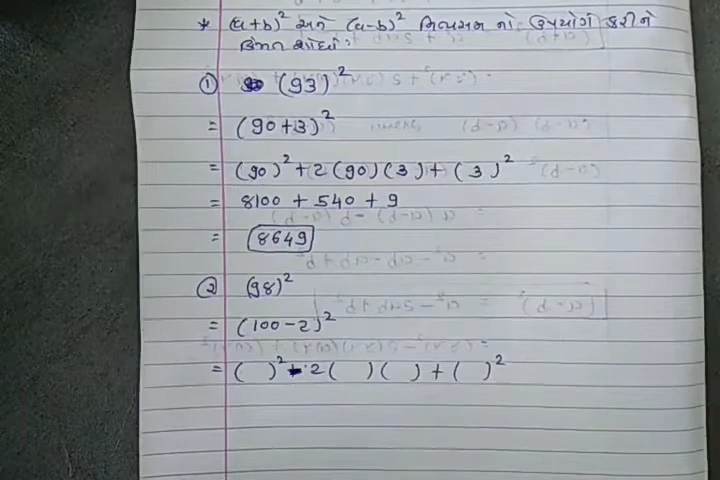 * (a+b)² અને (a-b)² નિત્યસમ નો ઉપયોગ કરીને
કિંમત શોધો:
① (93)²
= (90+3)²
= (90)² + 2 (90) (3) + (3)²
= 8100 + 540 + 9
= 8649
② (98)²
= (100-2)²
= ( )² - 2 ( ) ( ) + ( )²